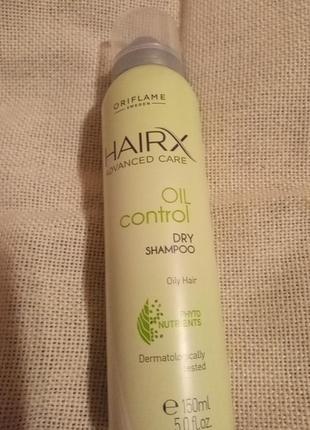 ORIFLAME
SWEDEN
HAIRX
ADVANCED CARE
OIL
control
DRY
SHAMPOO
Oily Hair
PHYTO
NUTRIENTS
Dermatologically
tested
e 150ml
5.0 fl.oz.